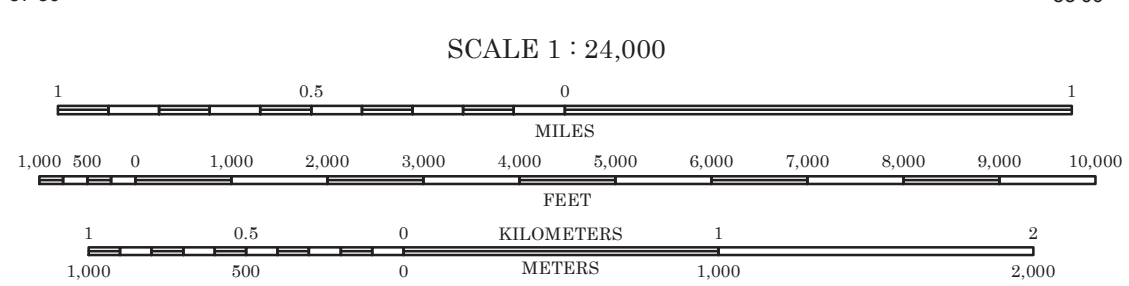 SCALE 1 : 24,000
1 0.5 0 1
MILES
1,000 500 0 1,000 2,000 3,000 4,000 5,000 6,000 7,000 8,000 9,000 10,000
FEET
1 0.5 0 KILOMETERS 1 2
1,000 500 0 METERS 1,000 2,000